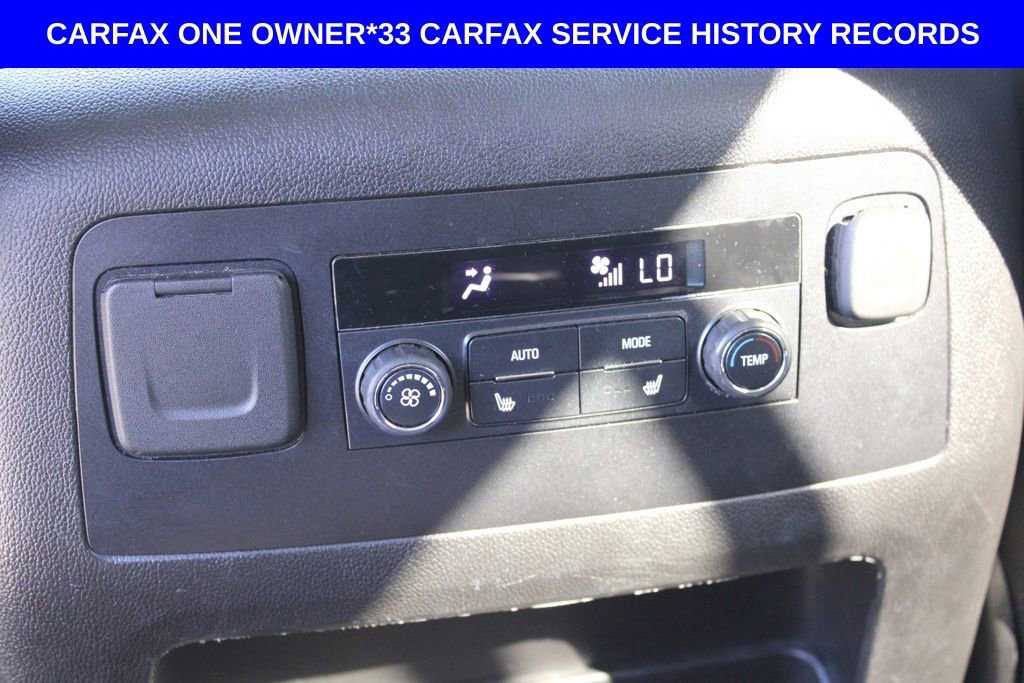 CARFAX ONE OWNER*33 CARFAX SERVICE HISTORY RECORDS
LO
AUTO
MODE
TEMP